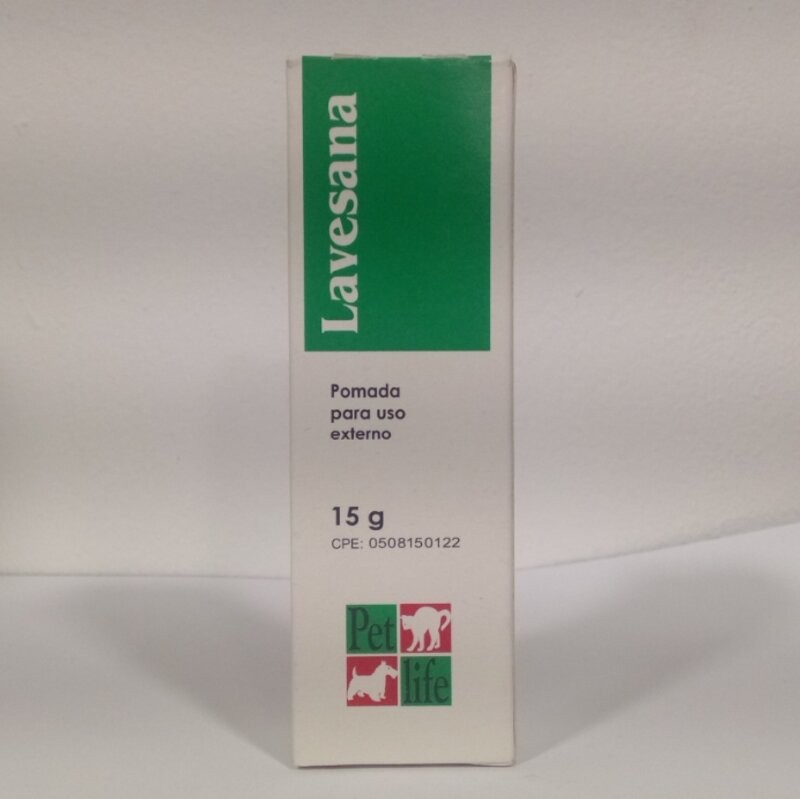 Lavesana
Pomada
para uso
externo
15 g
CPE: 0508150122
Pet
life